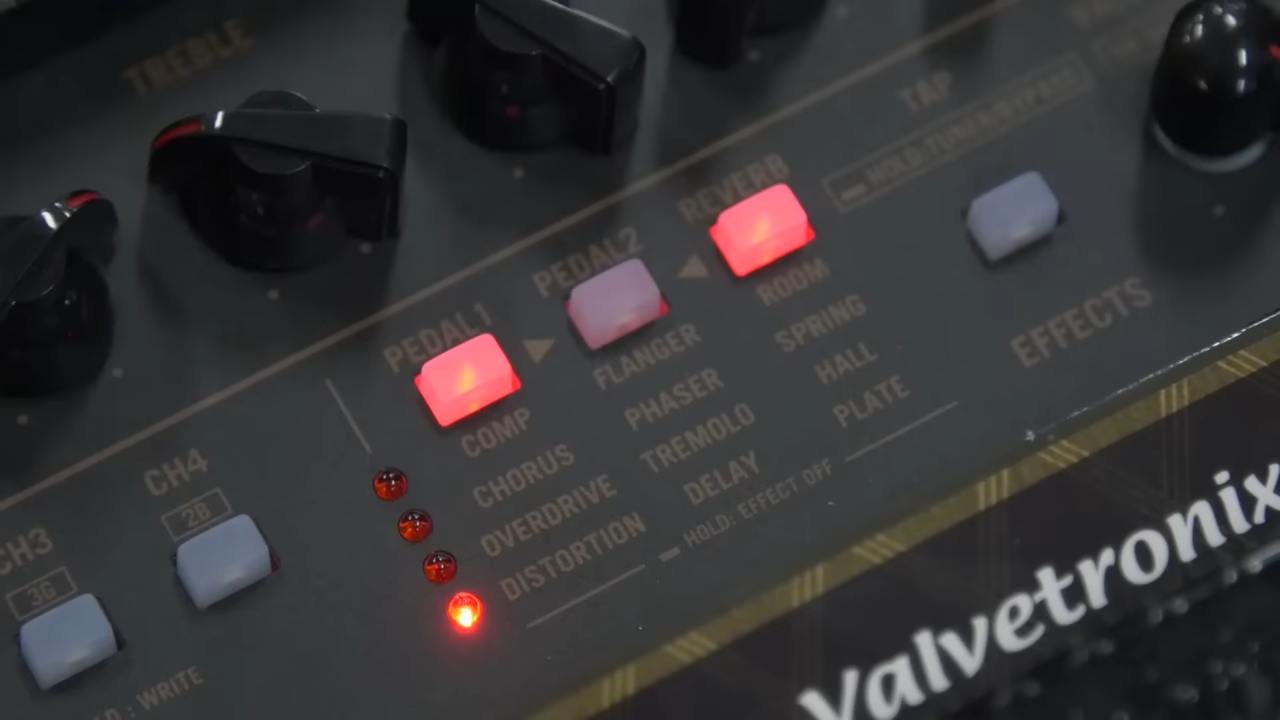 TREBLE
TAP
HOLD:TUNER/BYPASS
REVERB
PEDAL2
PEDAL1
ROOM
SPRING
HALL
PLATE
FLANGER
PHASER
TREMOLO
DELAY
COMP
CHORUS
OVERDRIVE
DISTORTION
HOLD: EFFECT OFF
EFFECTS
CH4
2B
CH3
3G
: WRITE
Valvetronix